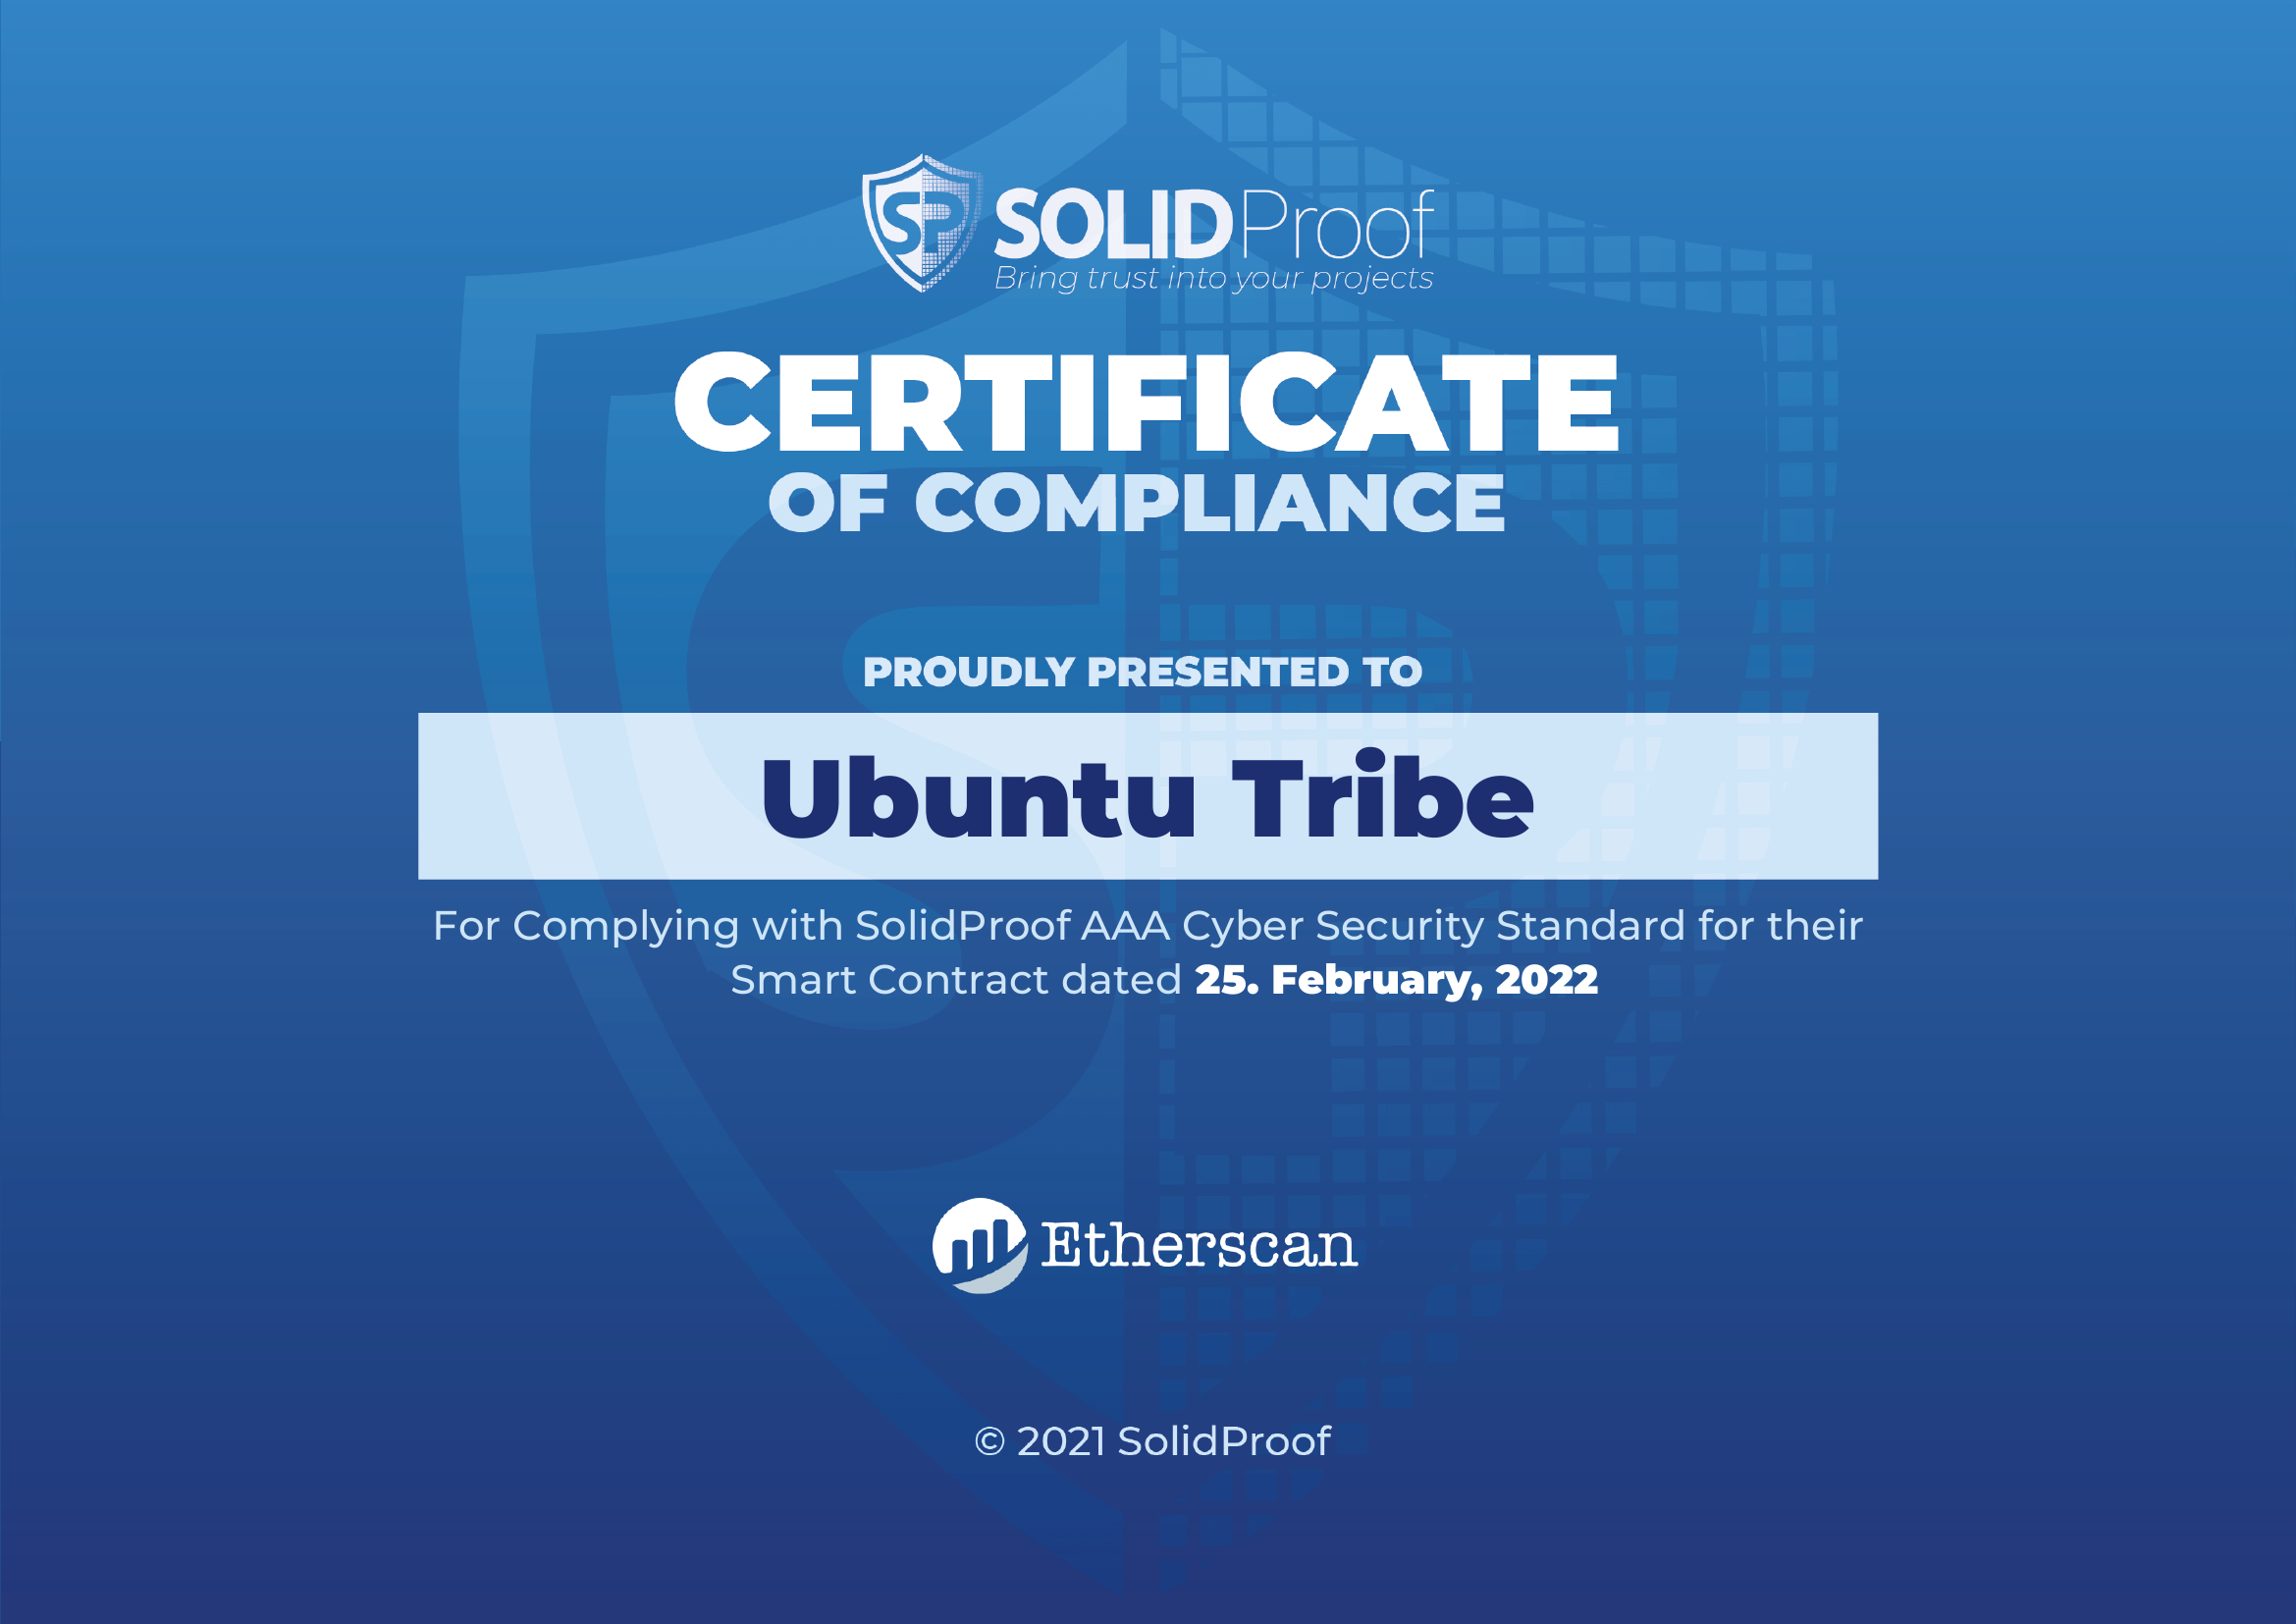 SP SOLIDProof
Bring trust into your projects
CERTIFICATE
OF COMPLIANCE
PROUDLY PRESENTED TO
Ubuntu Tribe
For Complying with SolidProof AAA Cyber Security Standard for their
Smart Contract dated 25. February, 2022
Etherscan
© 2021 SolidProof